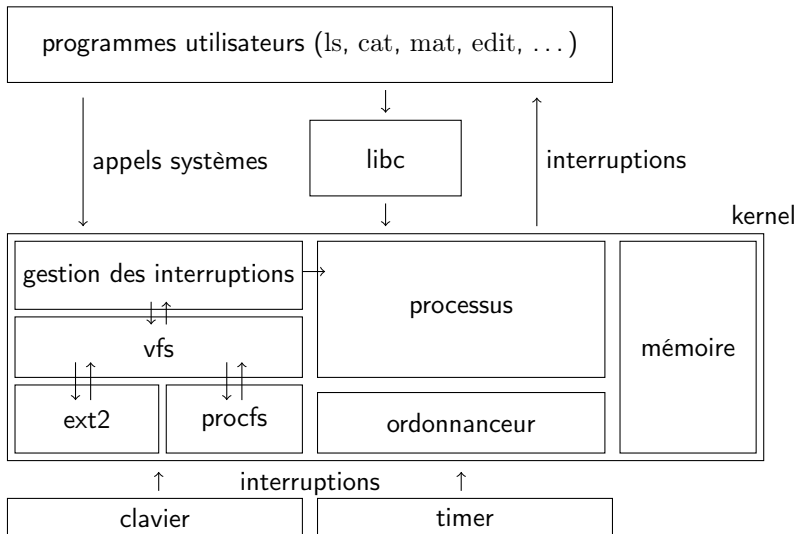 programmes utilisateurs (ls, cat, mat, edit, ...)
appels systèmes
libc
interruptions
kernel
gestion des interruptions
processus
mémoire
vfs
ext2
procfs
ordonnanceur
interruptions
clavier
timer